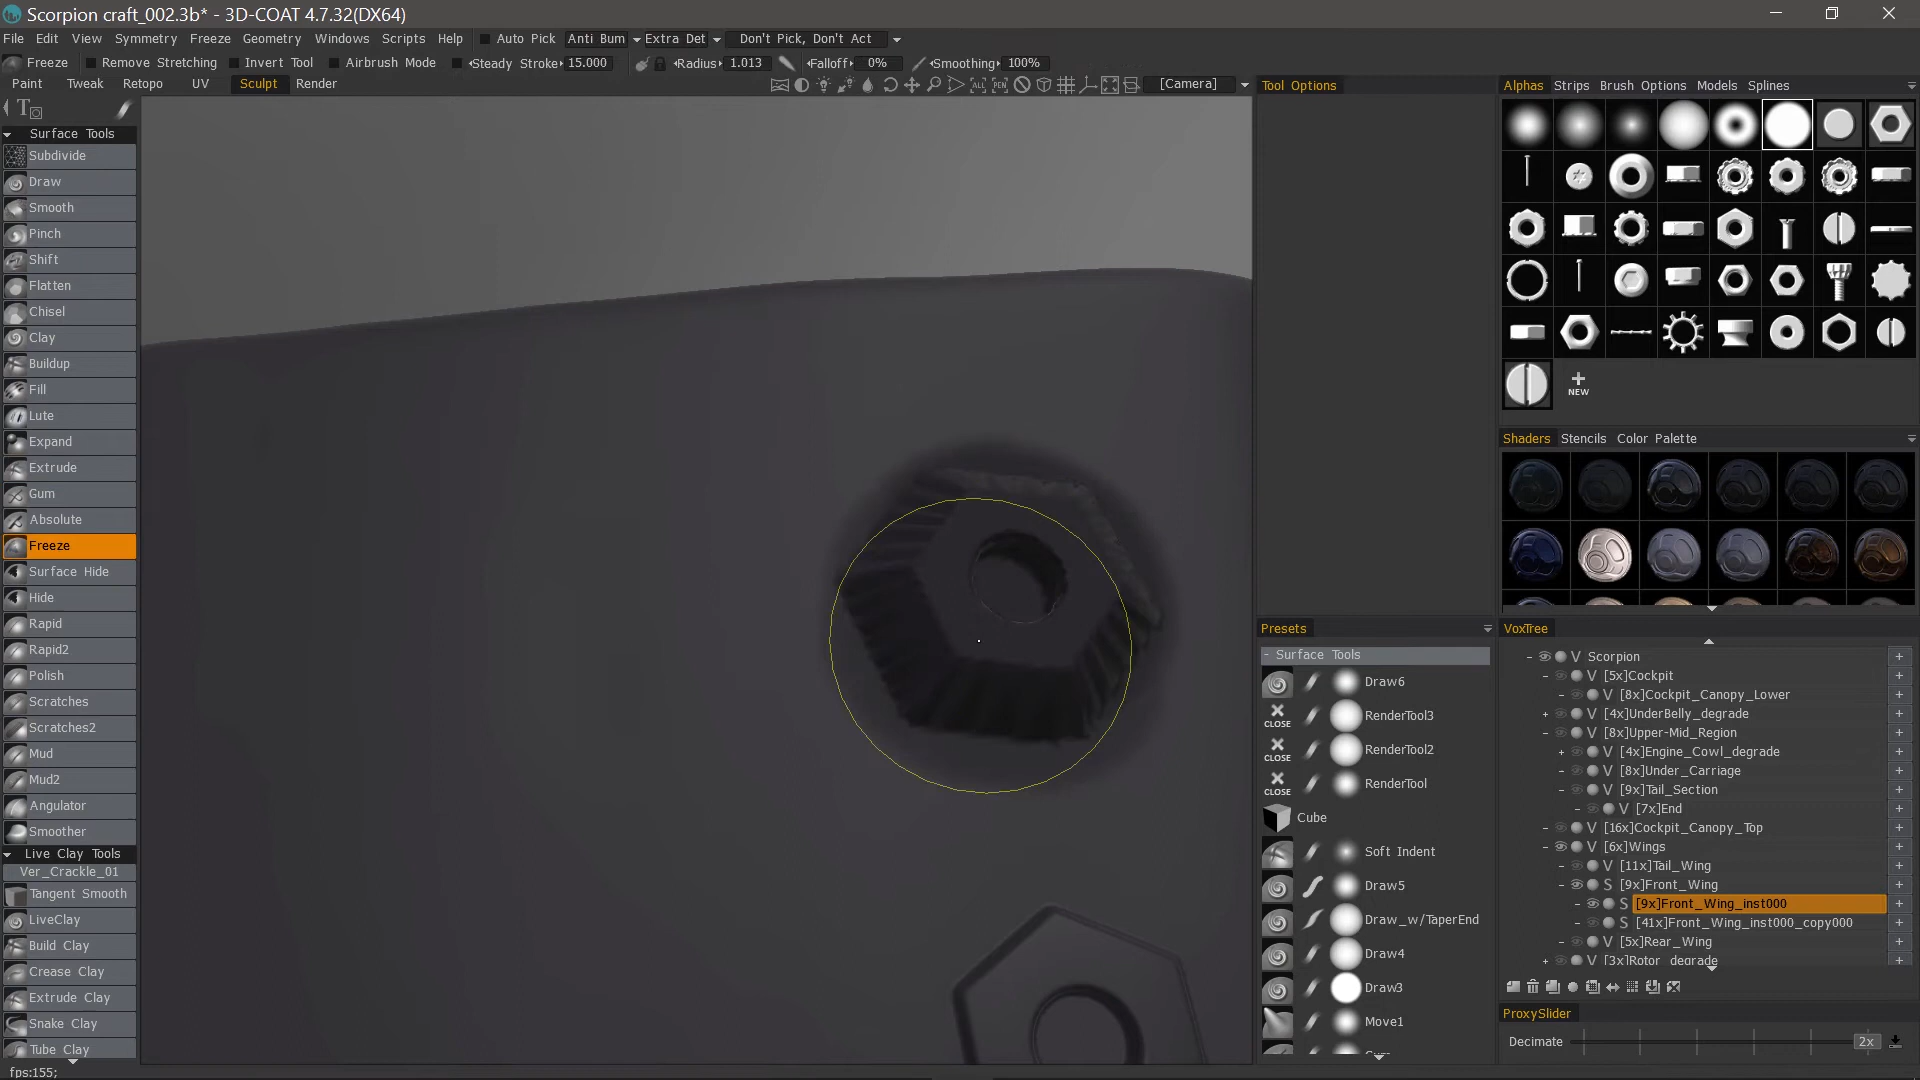 Scorpion craft_002.3b* - 3D-COAT 4.7.32(DX64)
File Edit View Symmetry Freeze Geometry Windows Scripts Help Auto Pick Anti Bum Extra Det Don't Pick, Don't Act
Freeze Remove Stretching Invert Tool Airbrush Mode Steady Stroke 15.000 Radius 1.013 Falloff 0% Smoothing 100%
Paint Tweak Retopo UV Sculpt Render [Camera]
Surface Tools
Subdivide
Draw
Smooth
Pinch
Shift
Flatten
Chisel
Clay
Buildup
Fill
Lute
Expand
Extrude
Gum
Absolute
Freeze
Surface Hide
Hide
Rapid
Rapid2
Polish
Scratches
Scratches2
Mud
Mud2
Angulator
Smoother
Live Clay Tools
Ver_Crackle_01
Tangent Smooth
LiveClay
Build Clay
Crease Clay
Extrude Clay
Snake Clay
Tube Clay
fps:155;
Tool Options
Presets
- Surface Tools
Draw6
CLOSE RenderTool3
CLOSE RenderTool2
CLOSE RenderTool
Cube
Soft Indent
Draw5
Draw_w/TaperEnd
Draw4
Draw3
Move1
Alphas Strips Brush Options Models Splines
NEW
Shaders Stencils Color Palette
VoxTree
- V Scorpion +
- V [5x]Cockpit +
- V [8x]Cockpit_Canopy_Lower +
+ V [4x]UnderBelly_degrade +
- V [8x]Upper-Mid_Region +
+ V [4x]Engine_Cowl_degrade +
- V [8x]Under_Carriage +
- V [9x]Tail_Section +
- V [7x]End +
- V [16x]Cockpit_Canopy_Top +
- V [6x]Wings +
- V [11x]Tail_Wing +
- S [9x]Front_Wing +
- S [9x]Front_Wing_inst000 +
- S [41x]Front_Wing_inst000_copy000 +
- V [5x]Rear_Wing +
+ V [3x]Rotor_degrade +
ProxySlider
Decimate 2x